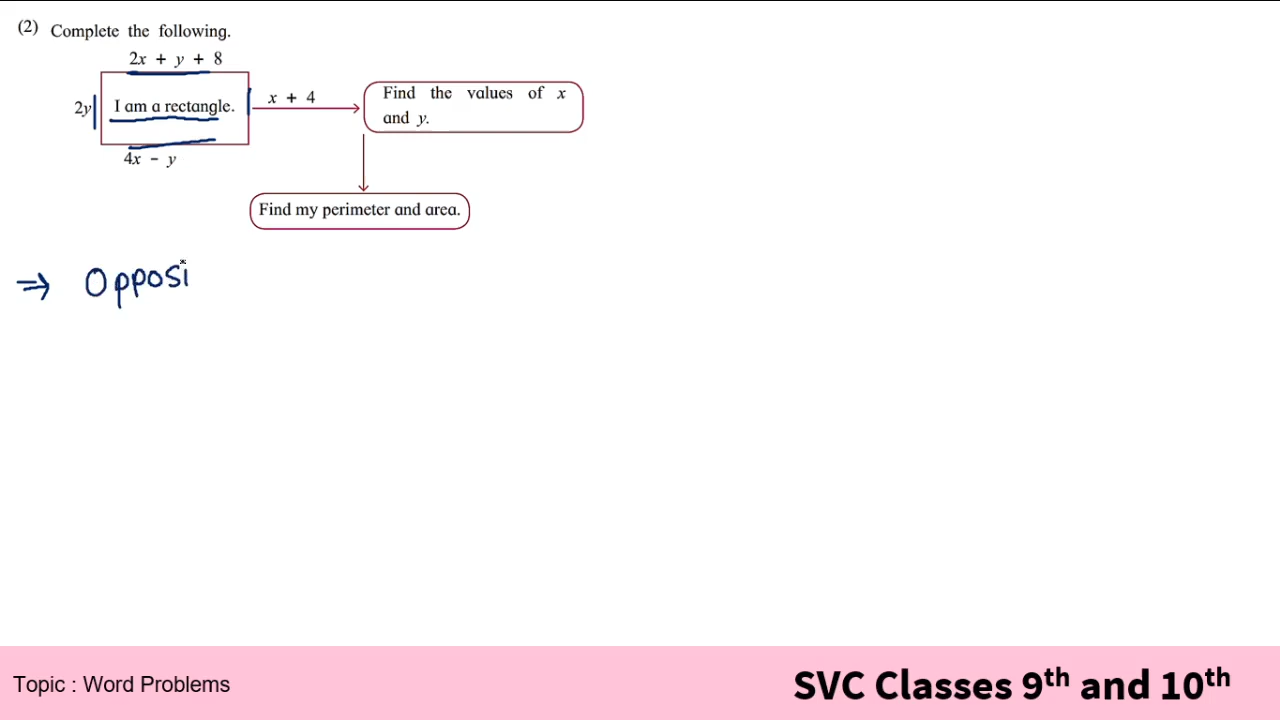 (2) Complete the following.
2x + y + 8
2y
I am a rectangle.
x + 4
Find the values of x
and y.
4x - y
Find my perimeter and area.
⇒ Opposi
Topic : Word Problems
SVC Classes 9th and 10th